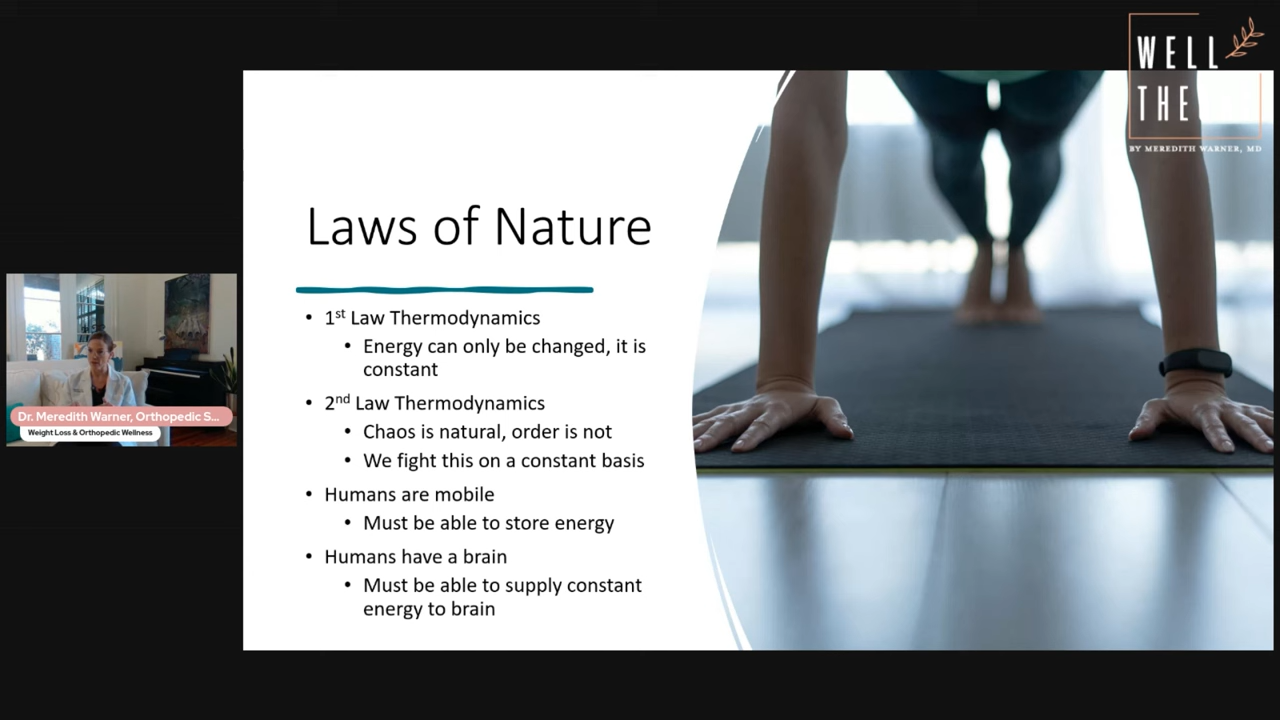 WELL
THE
BY MEREDITH WARNER, MD
Laws of Nature
• 1st Law Thermodynamics
• Energy can only be changed, it is
constant
• 2nd Law Thermodynamics
• Chaos is natural, order is not
• We fight this on a constant basis
• Humans are mobile
• Must be able to store energy
• Humans have a brain
• Must be able to supply constant
energy to brain
Dr. Meredith Warner, Orthopedic S...
Weight Loss & Orthopedic Wellness